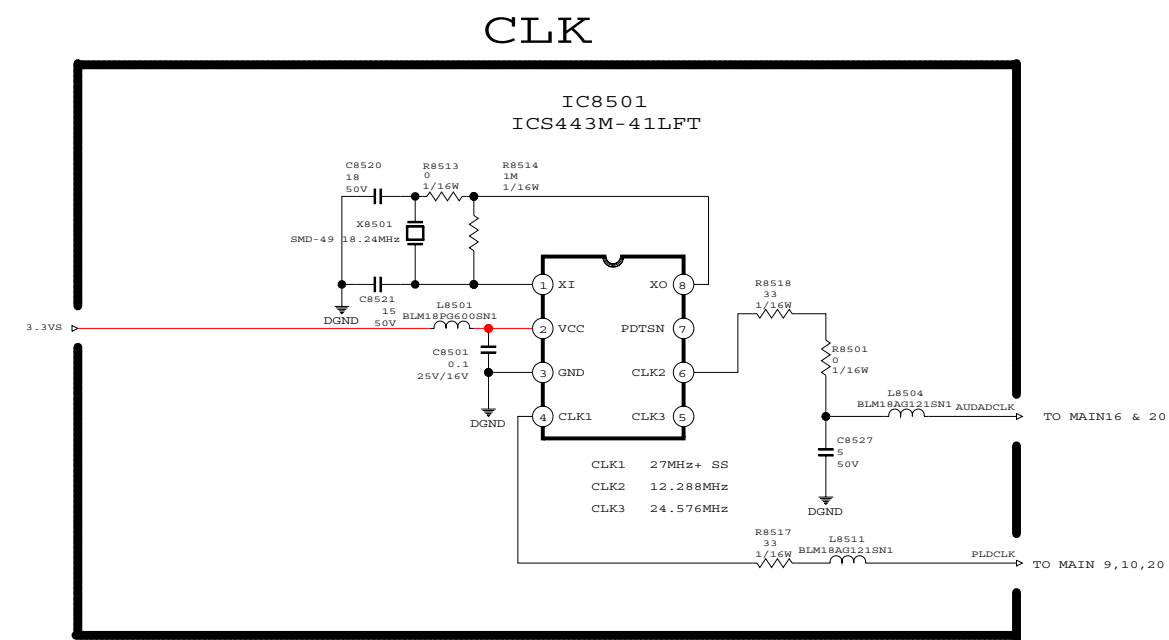 CLK
IC8501
ICS443M-41LFT
C8520
18
50V
R8513
0
1/16W
R8514
1M
1/16W
X8501
SMD-49 18.24MHz
C8521
15
50V
DGND
L8501
BLM18PG600SN1
3.3VS
C8501
0.1
25V/16V
DGND
1 XI
XO 8
2 VCC
PDTSN 7
3 GND
CLK2 6
4 CLK1
CLK3 5
R8518
33
1/16W
R8501
0
1/16W
L8504
BLM18AG121SN1
AUDADCLK
TO MAIN16 & 20
C8527
5
50V
DGND
CLK1 27MHz+ SS
CLK2 12.288MHz
CLK3 24.576MHz
R8517
33
1/16W
L8511
BLM18AG121SN1
PLDCLK
TO MAIN 9,10,20